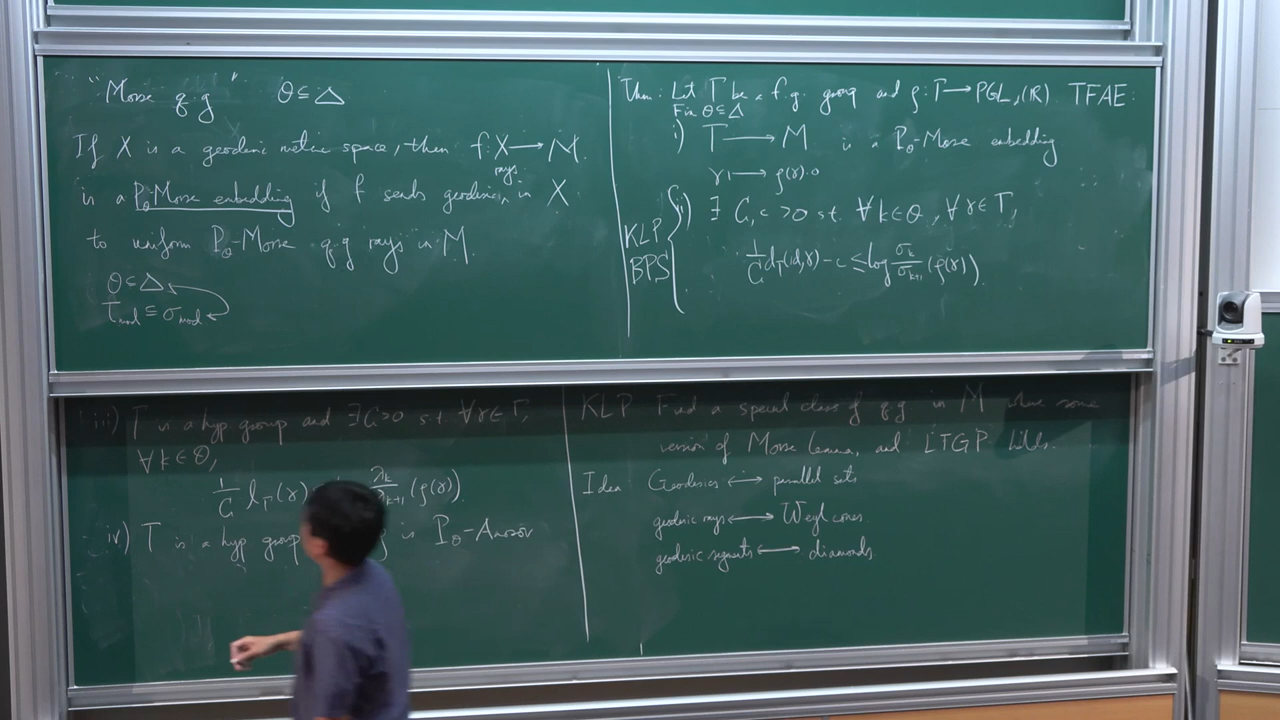 "Morse q.g" Θ ⊆ Δ
If X is a geodesic metric space, then f: X → M.
is a P_Θ-Morse embedding if f sends geodesic rays in X
to uniform P_Θ-Morse q.g rays in M.
Θ ⊆ Δ
τ_mod ⊆ σ_mod
Thm: Let Γ be a f.g. group and ρ: Γ → PGL_d(ℝ) TFAE:
Fix Θ ⊆ Δ
i) Γ → M is a P_Θ-Morse embedding
γ ↦ ρ(γ)·o
KLP
BPS
ii) ∃ C, c > 0 s.t. ∀ k ∈ Θ, ∀ γ ∈ Γ,
1/C d_Γ(id, γ) - c ≤ log σ_k/σ_{k+1} (ρ(γ)).
iii) Γ is a hyp group and ∃ C > 0 s.t. ∀ γ ∈ Γ,
∀ k ∈ Θ,
1/C ℓ_Γ(γ) λ_k/λ_{k+1} (ρ(γ)).
iv) Γ is a hyp group is P_Θ-Anosov
KLP Find a special class of q.g in M where some
version of Morse Lemma, and LTGP holds.
Idea: Geodesics ↔ parallel sets
geodesic rays ↔ Weyl cones
geodesic segments ↔ diamonds.